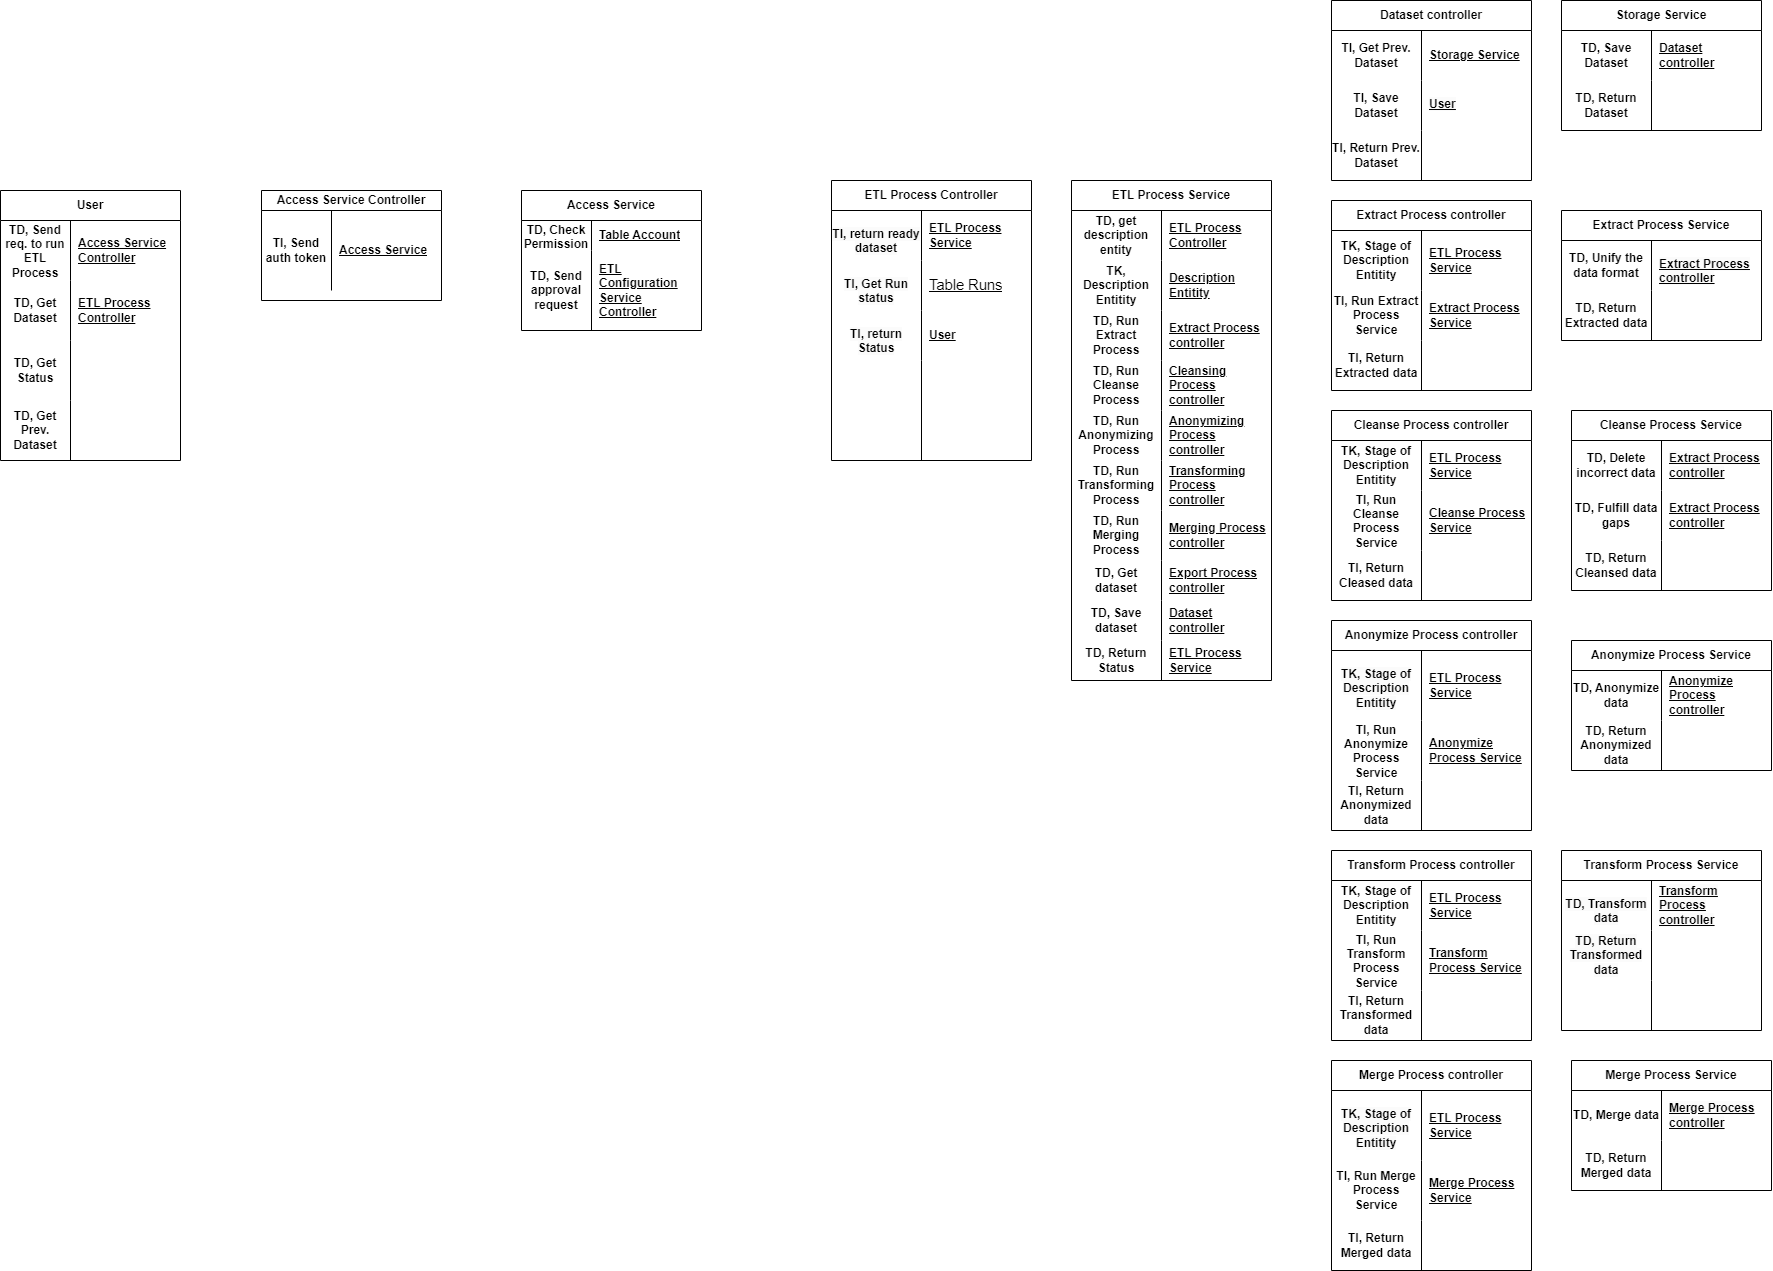 User
TD, Send
req. to run
ETL
Process
Access Service
Controller
TD, Get
Dataset
ETL Process
Controller
TD, Get
Status
TD, Get
Prev.
Dataset
Access Service Controller
TI, Send
auth token
Access Service
Access Service
TD, Check
Permission
Table Account
TD, Send
approval
request
ETL
Configuration
Service
Controller
ETL Process Controller
TI, return ready
dataset
ETL Process
Service
TI, Get Run
status
Table Runs
TI, return
Status
User
ETL Process Service
TD, get
description
entity
ETL Process
Controller
TK,
Description
Entity
Description
Entity
TD, Run
Extract
Process
Extract Process
controller
TD, Run
Cleanse
Process
Cleansing
Process
controller
TD, Run
Anonymizing
Process
Anonymizing
Process
controller
TD, Run
Transforming
Process
Transforming
Process
controller
TD, Run
Merging
Process
Merging Process
controller
TD, Get
dataset
Export Process
controller
TD, Save
dataset
Dataset
controller
TD, Return
Status
ETL Process
Service
Dataset controller
TI, Get Prev.
Dataset
Storage Service
TI, Save
Dataset
User
TI, Return Prev.
Dataset
Storage Service
TD, Save
Dataset
Dataset
controller
TD, Return
Dataset
Extract Process controller
TK, Stage of
Description
Entitity
ETL Process
Service
TI, Run Extract
Process
Service
Extract Process
Service
TI, Return
Extracted data
Extract Process Service
TD, Unify the
data format
Extract Process
controller
TD, Return
Extracted data
Cleanse Process controller
TK, Stage of
Description
Entitity
ETL Process
Service
TI, Run
Cleanse
Process
Service
Cleanse Process
Service
TI, Return
Cleased data
Cleanse Process Service
TD, Delete
incorrect data
Extract Process
controller
TD, Fulfill data
gaps
Extract Process
controller
TD, Return
Cleansed data
Anonymize Process controller
TK, Stage of
Description
Entitity
ETL Process
Service
TI, Run
Anonymize
Process
Service
Anonymize
Process Service
TI, Return
Anonymized
data
Anonymize Process Service
TD, Anonymize
data
Anonymize
Process
controller
TD, Return
Anonymized
data
Transform Process controller
TK, Stage of
Description
Entitity
ETL Process
Service
TI, Run
Transform
Process
Service
Transform
Process Service
TI, Return
Transformed
data
Transform Process Service
TD, Transform
data
Transform
Process
controller
TD, Return
Transformed
data
Merge Process controller
TK, Stage of
Description
Entitity
ETL Process
Service
TI, Run Merge
Process
Service
Merge Process
Service
TI, Return
Merged data
Merge Process Service
TD, Merge data
Merge Process
controller
TD, Return
Merged data